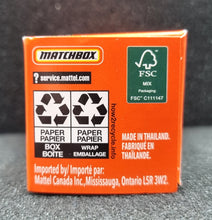 MATCHBOX
? service.mattel.com
FSC
MIX
Packaging
FSC® C111147
PAPER PAPER
PAPIER PAPIER
BOX WRAP
BOÎTE EMBALLAGE
how2recycle.info
MADE IN THAILAND.
FABRIQUÉ EN
THAÏLANDE.
Imported by/Importé par:
Mattel Canada Inc., Mississauga, Ontario L5R 3W2.